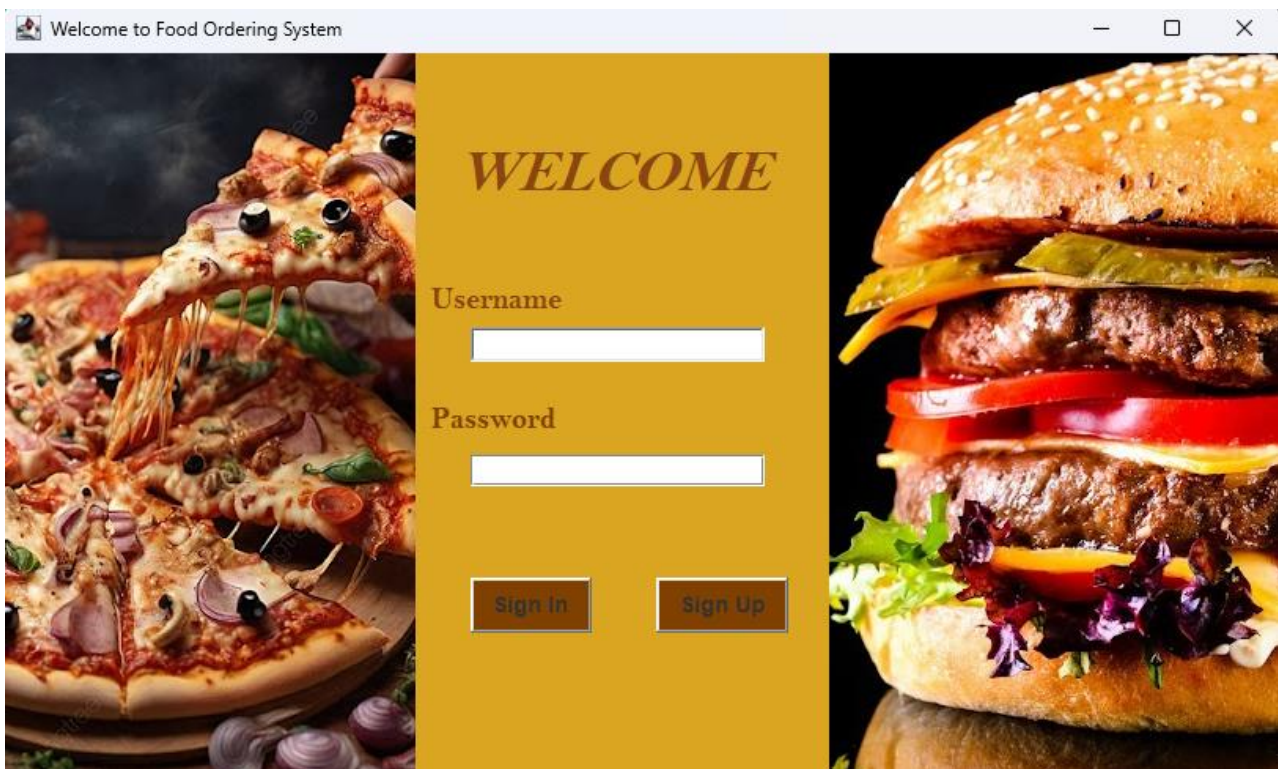 Welcome to Food Ordering System
WELCOME
Username
Password
Sign In
Sign Up